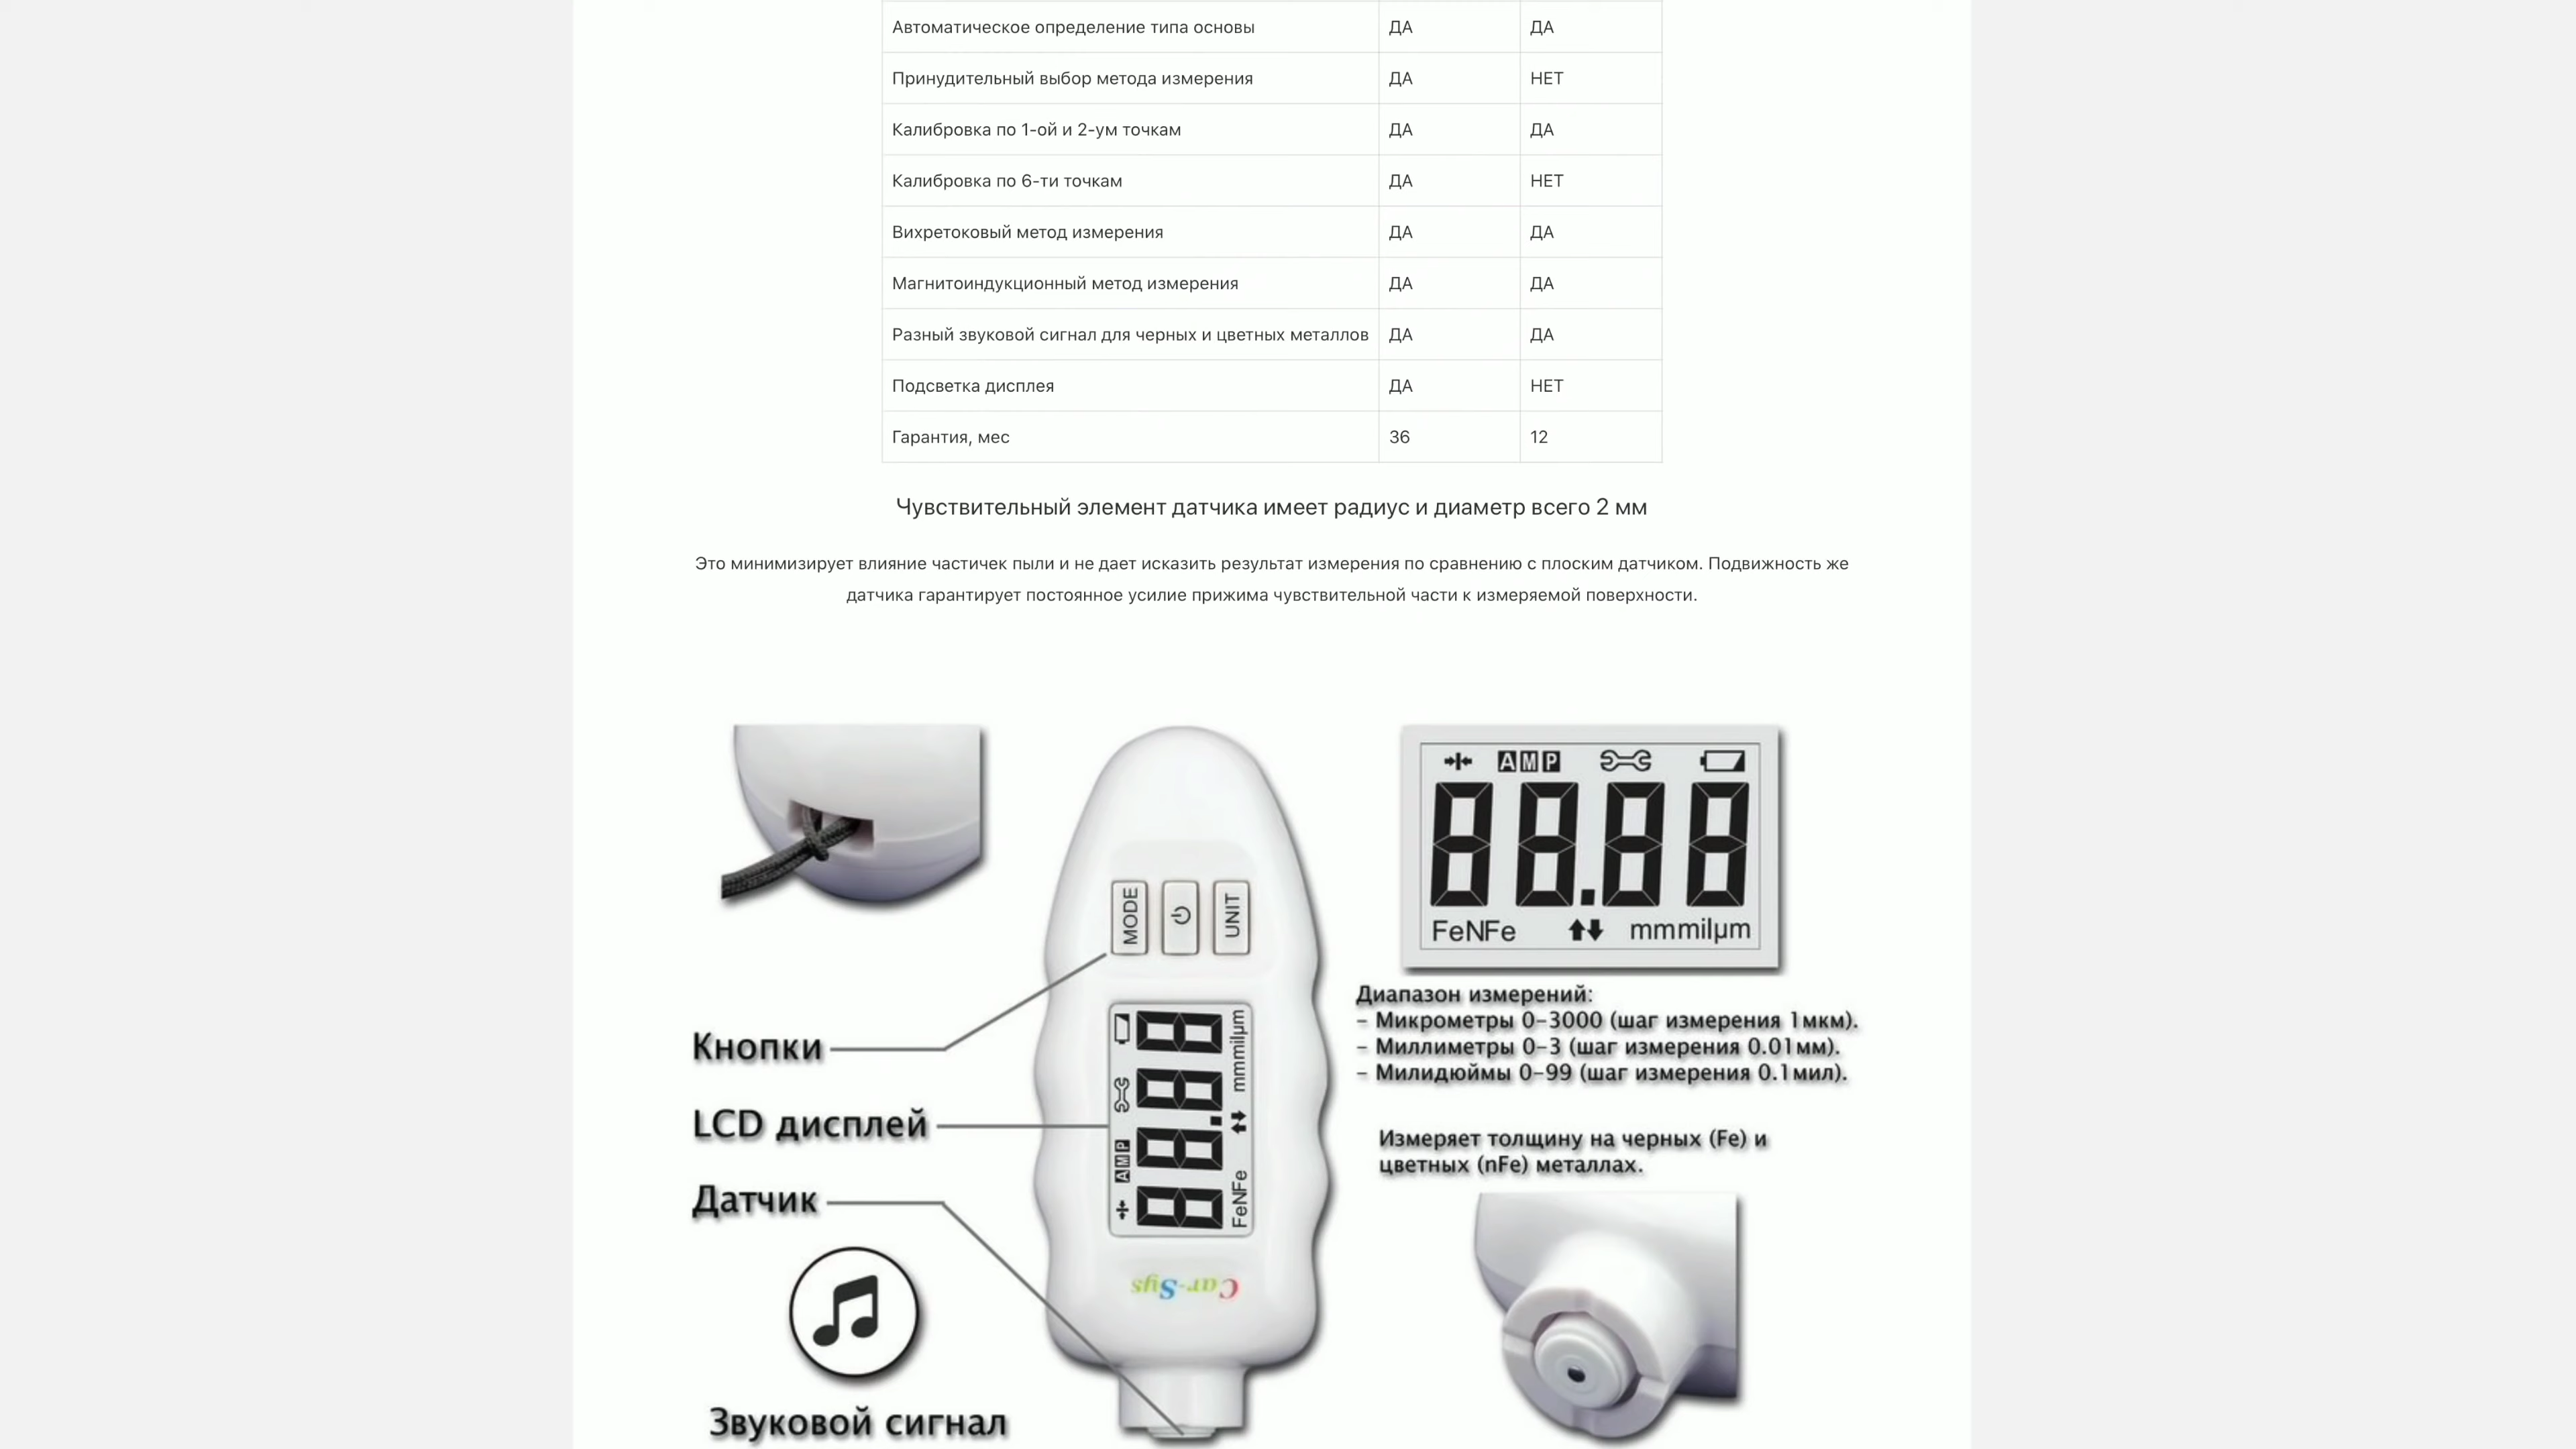 Автоматическое определение типа основы ДА ДА
Принудительный выбор метода измерения ДА НЕТ
Калибровка по 1-ой и 2-ум точкам ДА ДА
Калибровка по 6-ти точкам ДА НЕТ
Вихретоковый метод измерения ДА ДА
Магнитоиндукционный метод измерения ДА ДА
Разный звуковой сигнал для черных и цветных металлов ДА ДА
Подсветка дисплея ДА НЕТ
Гарантия, мес 36 12
Чувствительный элемент датчика имеет радиус и диаметр всего 2 мм
Это минимизирует влияние частичек пыли и не дает исказить результат измерения по сравнению с плоским датчиком. Подвижность же
датчика гарантирует постоянное усилие прижима чувствительной части к измеряемой поверхности.
MODE
UNIT
AMP
88.88
FeNFe mmmilµm
Car-Sys
Кнопки
LCD дисплей
Датчик
Звуковой сигнал
AMP
88.88
FeNFe mmmilµm
Диапазон измерений:
– Микрометры 0–3000 (шаг измерения 1мкм).
– Миллиметры 0–3 (шаг измерения 0.01мм).
– Милидюймы 0–99 (шаг измерения 0.1мил).
Измеряет толщину на черных (Fe) и
цветных (nFe) металлах.